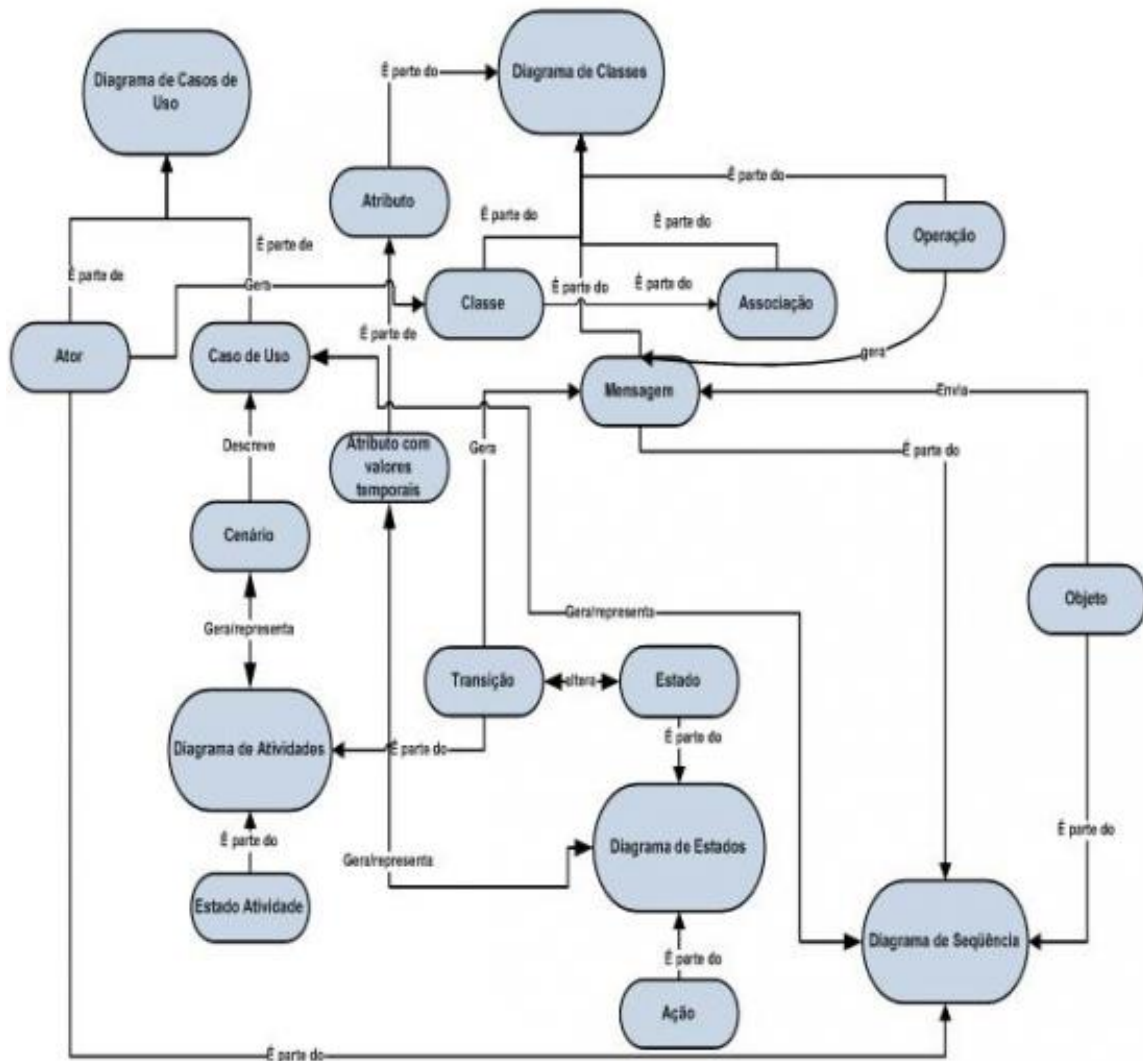 Diagrama de Casos de
Uso
Diagrama de Classes
É parte do
Atributo
É parte do
Operação
É parte do
É parte do
É parte de
É parte de
Gera
É parte do
É parte do
Classe
Associação
Ator
Caso de Uso
É parte de
gera
Mensagem
Envia
Descreve
Gera
Atributo com
valores
temporais
É parte do
Cenário
Objeto
Gera/representa
Gera/representa
Transição
altera
Estado
Diagrama de Atividades
É parte do
É parte do
É parte do
Diagrama de Estados
Gera/representa
É parte do
Estado Atividade
Diagrama de Seqüência
É parte do
Ação
É parte do